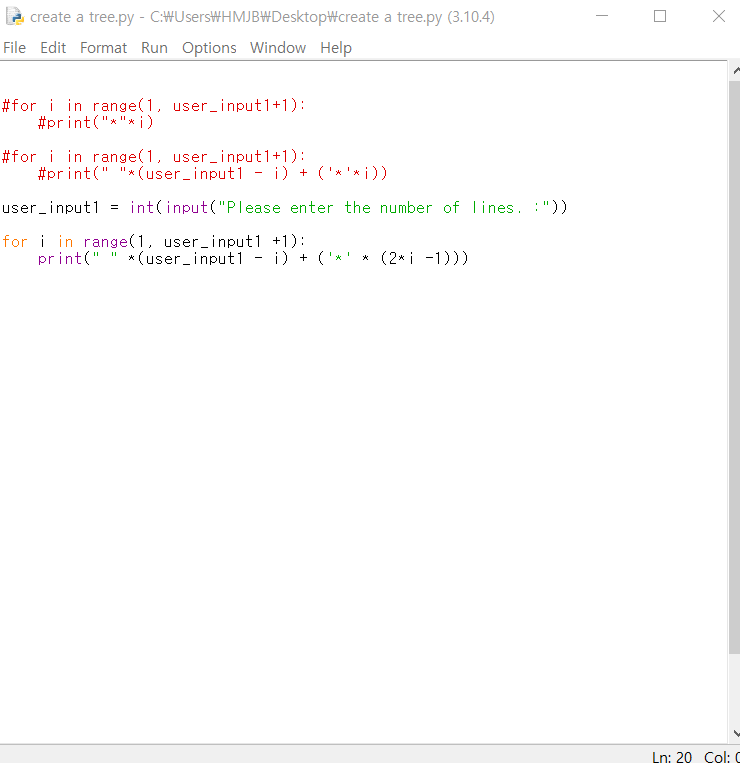 create a tree.py - C:₩Users₩HMJB₩Desktop₩create a tree.py (3.10.4)
File Edit Format Run Options Window Help
#for i in range(1, user_input1+1):
    #print("*"*i)
#for i in range(1, user_input1+1):
    #print(" "*(user_input1 - i) + ('*'*i))
user_input1 = int(input("Please enter the number of lines. :"))
for i in range(1, user_input1 +1):
    print(" " *(user_input1 - i) + ('*' * (2*i -1)))
Ln: 20 Col: